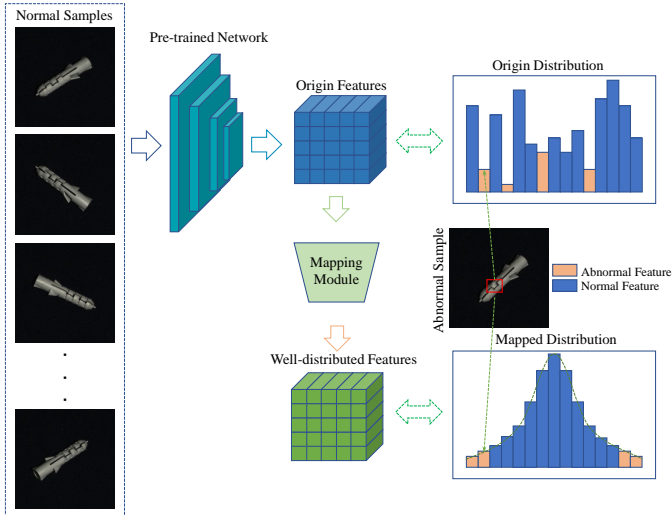 Normal Samples
Pre-trained Network
Origin Features
Origin Distribution
Mapping
Module
Abnormal Sample
Abnormal Feature
Normal Feature
Well-distributed Features
Mapped Distribution